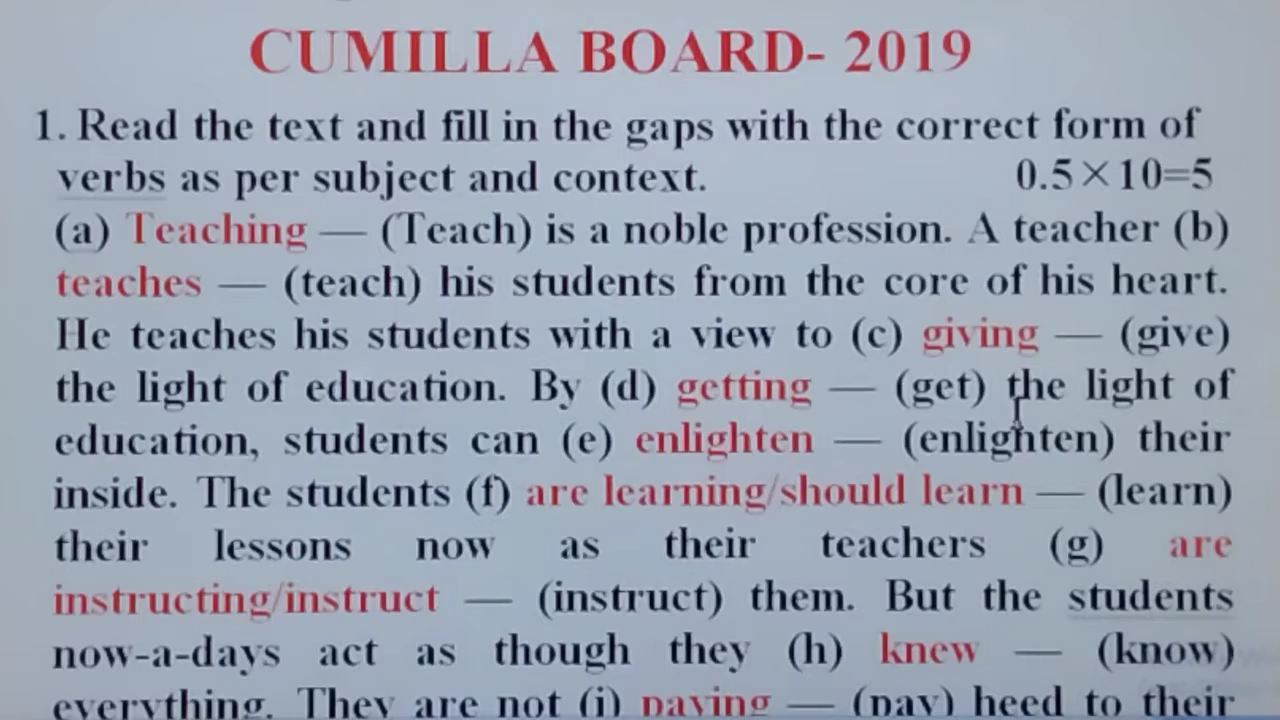 CUMILLA BOARD- 2019
1. Read the text and fill in the gaps with the correct form of
verbs as per subject and context. 0.5×10=5
(a) Teaching — (Teach) is a noble profession. A teacher (b)
teaches — (teach) his students from the core of his heart.
He teaches his students with a view to (c) giving — (give)
the light of education. By (d) getting — (get) the light of
education, students can (e) enlighten — (enlighten) their
inside. The students (f) are learning/should learn — (learn)
their lessons now as their teachers (g) are
instructing/instruct — (instruct) them. But the students
now-a-days act as though they (h) knew — (know)
everything. They are not (i) paying — (pay) heed to their